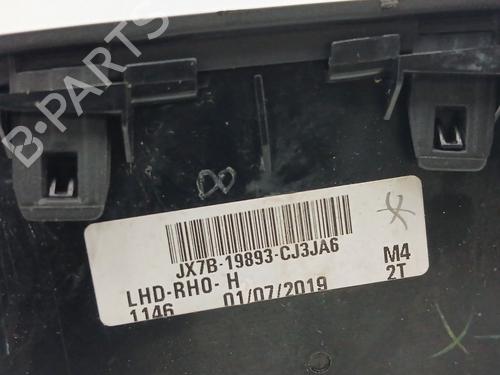 B-PARTS
JX7B-19893-CJ3JA6
LHD-RHO- H M4
1146 01/07/2019 2T